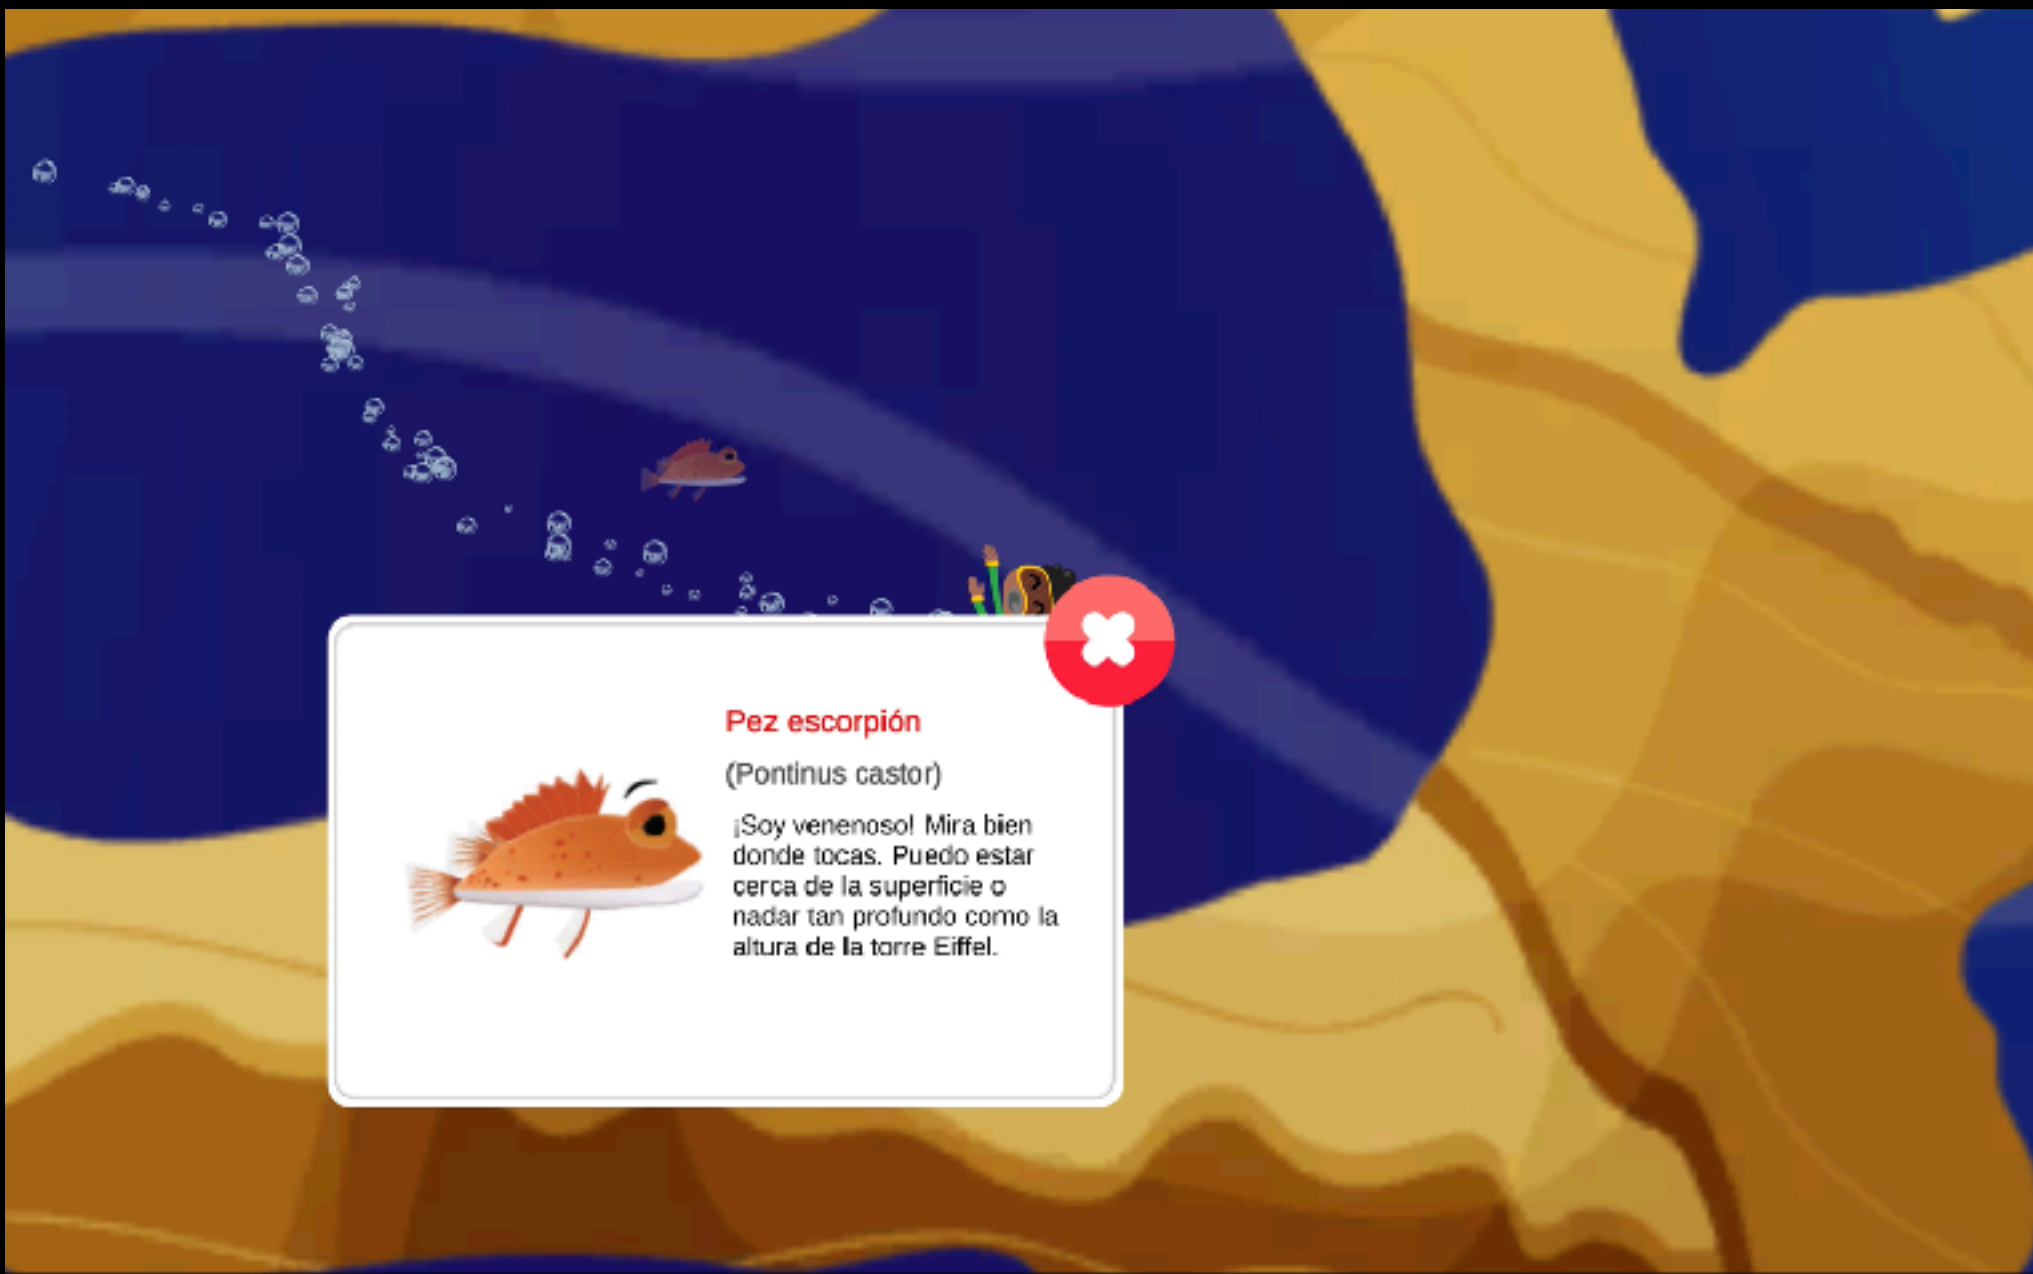 Pez escorpión
(Pontinus castor)
¡Soy venenoso! Mira bien
donde tocas. Puedo estar
cerca de la superficie o
nadar tan profundo como la
altura de la torre Eiffel.